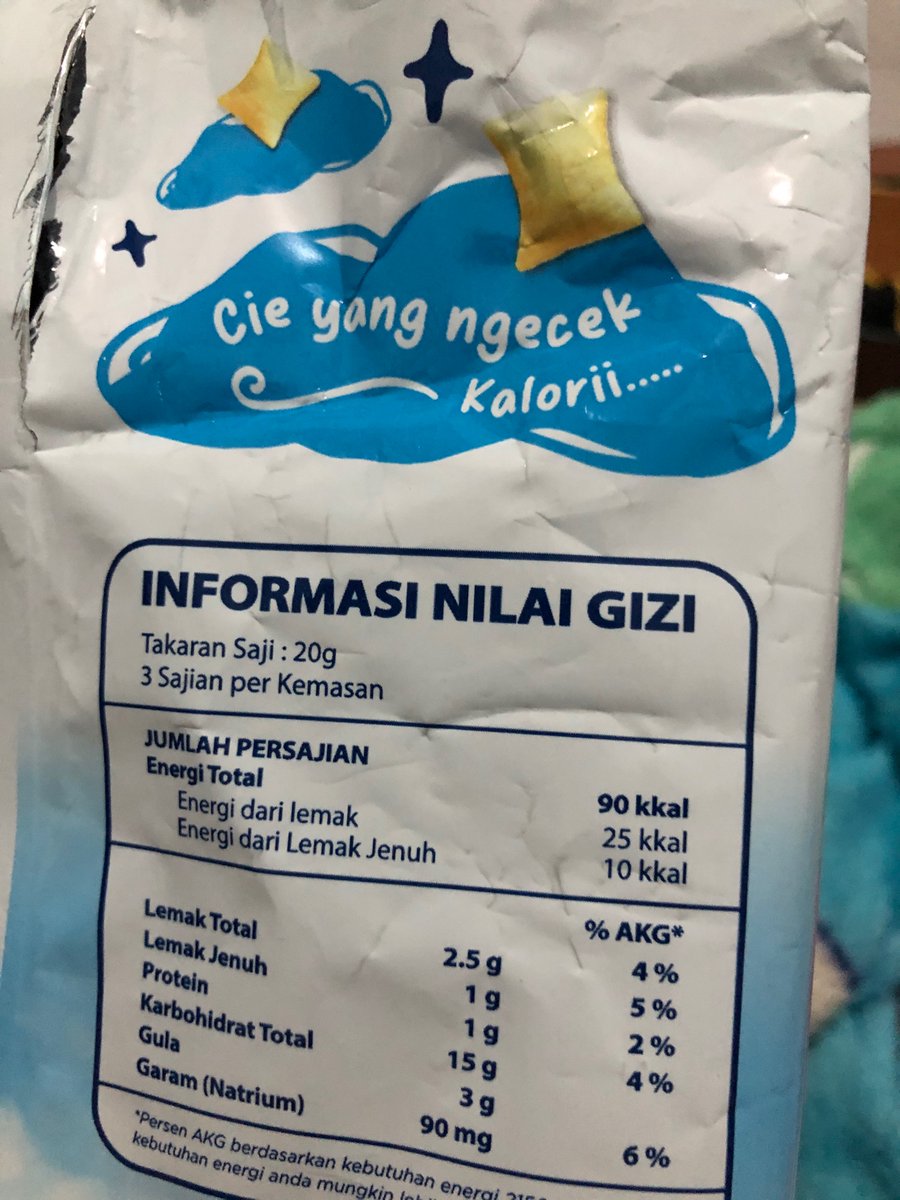 Cie yang ngecek
Kalorii.....
INFORMASI NILAI GIZI
Takaran Saji : 20g
3 Sajian per Kemasan
JUMLAH PERSAJIAN
Energi Total 90 kkal
Energi dari lemak 25 kkal
Energi dari Lemak Jenuh 10 kkal
% AKG*
Lemak Total 2.5 g 4 %
Lemak Jenuh 1 g 5 %
Protein 1 g 2 %
Karbohidrat Total 15 g 4 %
Gula 3 g
Garam (Natrium) 90 mg 6 %
*Persen AKG berdasarkan kebutuhan energi
kebutuhan energi anda mungkin